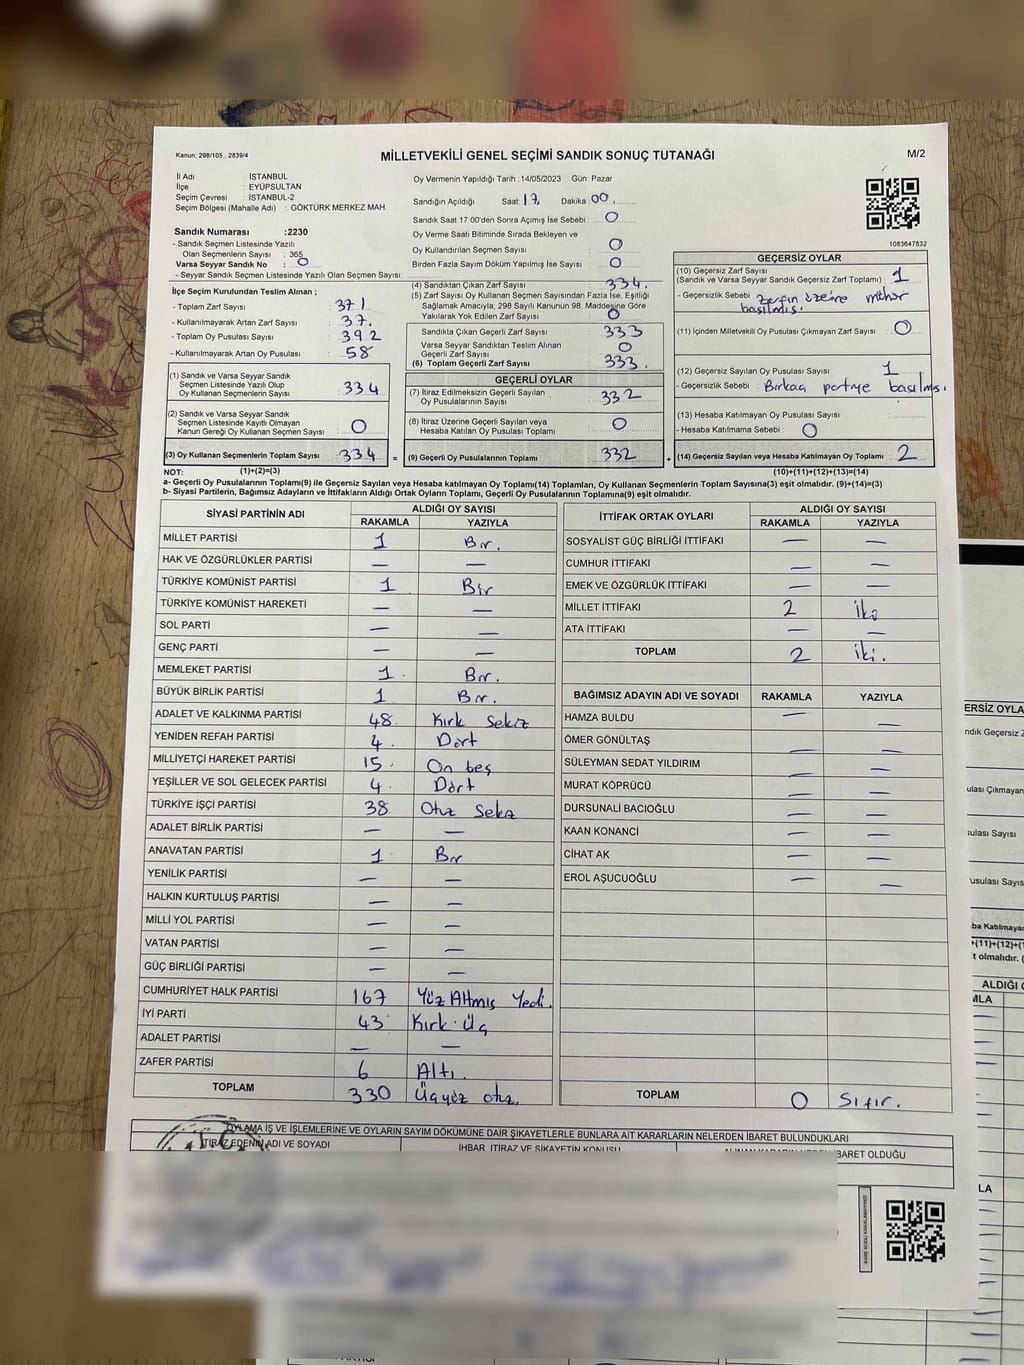 Kanun; 298/105 , 2839/4
MİLLETVEKİLİ GENEL SEÇİMİ SANDIK SONUÇ TUTANAĞI
M/2
İl Adı : İSTANBUL
İlçe : EYÜPSULTAN
Seçim Çevresi : İSTANBUL-2
Seçim Bölgesi (Mahalle Adı) : GÖKTÜRK MERKEZ MAH.
Sandık Numarası :2230
- Sandık Seçmen Listesinde Yazılı
Olan Seçmenlerin Sayısı : 365
Varsa Seyyar Sandık No : 0
- Seyyar Sandık Seçmen Listesinde Yazılı Olan Seçmen Sayısı:
Oy Vermenin Yapıldığı Tarih :14/05/2023 Gün: Pazar
Sandığın Açıldığı Saat 17, Dakika 00.
Sandık Saat 17.00'den Sonra Açımış İse Sebebi : 0
Oy Verme Saati Bitiminde Sırada Bekleyen ve
Oy Kullandırılan Seçmen Sayısı : 0
Birden Fazla Sayım Döküm Yapılmış İse Sayısı : 0
1083647832
İlçe Seçim Kurulundan Teslim Alınan ;
- Toplam Zarf Sayısı : 371
- Kullanılmayarak Artan Zarf Sayısı : 37.
- Toplam Oy Pusulası Sayısı : 392
- Kullanılmayarak Artan Oy Pusulası : 58
(1) Sandık ve Varsa Seyyar Sandık
Seçmen Listesinde Yazılı Olup
Oy Kullanan Seçmenlerin Sayısı : 334
(2) Sandık ve Varsa Seyyar Sandık
Seçmen Listesinde Kayıtlı Olmayan
Kanun Gereği Oy Kullanan Seçmen Sayısı : 0
(3) Oy Kullanan Seçmenlerin Toplam Sayısı : 334 =
(4) Sandıktan Çıkan Zarf Sayısı : 334.
(5) Zarf Sayısı Oy Kullanan Seçmen Sayısından Fazla İse, Eşitliği
Sağlamak Amacıyla, 298 Sayılı Kanunun 98. Maddesine Göre
Yakılarak Yok Edilen Zarf Sayısı : 0
Sandıkta Çıkan Geçerli Zarf Sayısı : 333
Varsa Seyyar Sandıktan Teslim Alınan
Geçerli Zarf Sayısı : 0
(6) Toplam Geçerli Zarf Sayısı : 333.
GEÇERLİ OYLAR
(7) İtiraz Edilmeksizin Geçerli Sayılan
Oy Pusulalarının Sayısı : 332
(8) İtiraz Üzerine Geçerli Sayılan veya
Hesaba Katılan Oy Pusulası Toplamı : 0
(9) Geçerli Oy Pusulalarının Toplamı : 332 +
GEÇERSİZ OYLAR
(10) Geçersiz Zarf Sayısı
(Sandık ve Varsa Seyyar Sandık Geçersiz Zarf Toplamı) : 1
- Geçersizlik Sebebi : Zarfın üzeine mühür
basılmış.
(11) İçinden Milletvekili Oy Pusulası Çıkmayan Zarf Sayısı : 0
(12) Geçersiz Sayılan Oy Pusulası Sayısı : 1
- Geçersizlik Sebebi : Birkaç partiye basılmış.
(13) Hesaba Katılmayan Oy Pusulası Sayısı :
- Hesaba Katılmama Sebebi : 0
(14) Geçersiz Sayılan veya Hesaba Katılmayan Oy Toplamı : 2
NOT: (1)+(2)=(3) (10)+(11)+(12)+(13)=(14)
a- Geçerli Oy Pusulalarının Toplamı(9) ile Geçersiz Sayılan veya Hesaba katılmayan Oy Toplamı(14) Toplamları, Oy Kullanan Seçmenlerin Toplam Sayısına(3) eşit olmalıdır. (9)+(14)=(3)
b- Siyasi Partilerin, Bağımsız Adayların ve İttifakların Aldığı Ortak Oyların Toplamı, Geçerli Oy Pusulalarının Toplamına(9) eşit olmalıdır.
SİYASİ PARTİNİN ADI ALDIĞI OY SAYISI
RAKAMLA YAZIYLA
MİLLET PARTİSİ 1 Bir.
HAK VE ÖZGÜRLÜKLER PARTİSİ — —
TÜRKİYE KOMÜNİST PARTİSİ 1 Bir
TÜRKİYE KOMÜNİST HAREKETİ — —
SOL PARTİ — —
GENÇ PARTİ — —
MEMLEKET PARTİSİ 1. Bir.
BÜYÜK BİRLİK PARTİSİ 1 Bir.
ADALET VE KALKINMA PARTİSİ 48. Kırk Sekiz
YENİDEN REFAH PARTİSİ 4. Dört
MİLLİYETÇİ HAREKET PARTİSİ 15. On beş
YEŞİLLER VE SOL GELECEK PARTİSİ 4. Dört
TÜRKİYE İŞÇİ PARTİSİ 38. Otuz Sekiz
ADALET BİRLİK PARTİSİ — —
ANAVATAN PARTİSİ 1. Bir
YENİLİK PARTİSİ — —
HALKIN KURTULUŞ PARTİSİ — —
MİLLİ YOL PARTİSİ — —
VATAN PARTİSİ — —
GÜÇ BİRLİĞİ PARTİSİ — —
CUMHURİYET HALK PARTİSİ 167 Yüz Altmış Yedi.
İYİ PARTİ 43 Kırk Üç
ADALET PARTİSİ — —
ZAFER PARTİSİ 6 Altı.
TOPLAM 330 Üçyüz otuz.
İTTİFAK ORTAK OYLARI ALDIĞI OY SAYISI
RAKAMLA YAZIYLA
SOSYALİST GÜÇ BİRLİĞİ İTTİFAKI — —
CUMHUR İTTİFAKI — —
EMEK VE ÖZGÜRLÜK İTTİFAKI — —
MİLLET İTTİFAKI 2 İki
ATA İTTİFAKI — —
TOPLAM 2 İki.
BAĞIMSIZ ADAYIN ADI VE SOYADI RAKAMLA YAZIYLA
HAMZA BULDU — —
ÖMER GÖNÜLTAŞ — —
SÜLEYMAN SEDAT YILDIRIM — —
MURAT KÖPRÜCÜ — —
DURSUNALİ BACIOĞLU — —
KAAN KONANCİ — —
CİHAT AK — —
EROL AŞUCUOĞLU — —
TOPLAM 0 Sıfır.
OYLAMA İŞ VE İŞLEMLERİNE VE OYLARIN SAYIM DÖKÜMÜNE DAİR ŞİKAYETLERLE BUNLARA AİT KARARLARIN NELERDEN İBARET BULUNDUKLARI
İTİRAZ EDENİN ADI VE SOYADI
İHBAR, İTİRAZ VE ŞİKAYETİN KONUSU
İBARET OLDUĞU